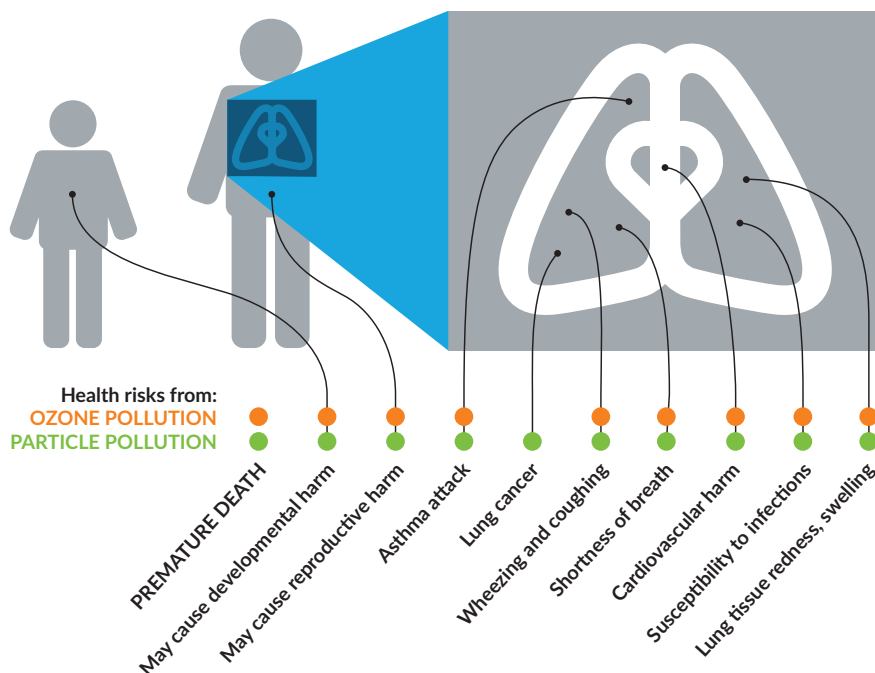 Health risks from:
OZONE POLLUTION
PARTICLE POLLUTION
PREMATURE DEATH
May cause developmental harm
May cause reproductive harm
Asthma attack
Lung cancer
Wheezing and coughing
Shortness of breath
Cardiovascular harm
Susceptibility to infections
Lung tissue redness, swelling